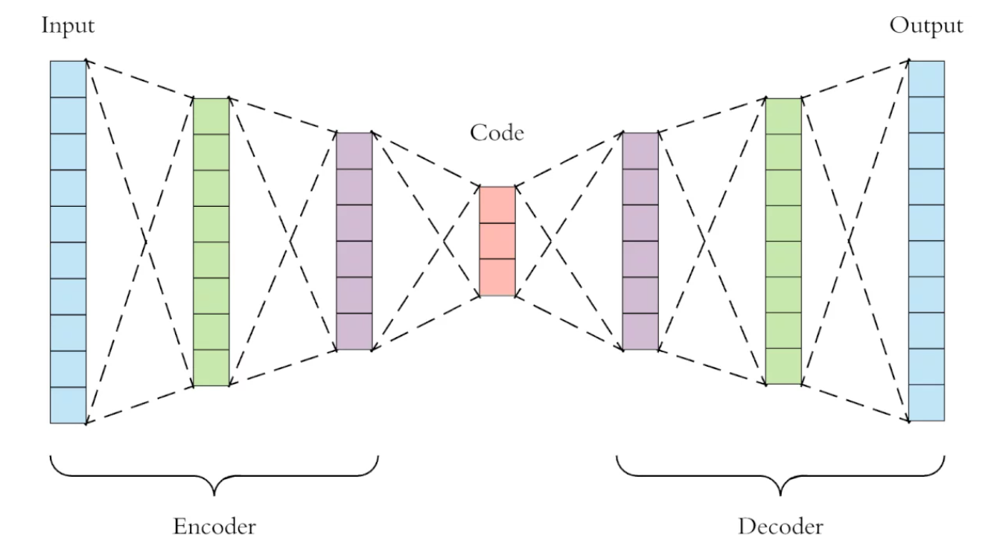 Input
Output
Code
Encoder
Decoder